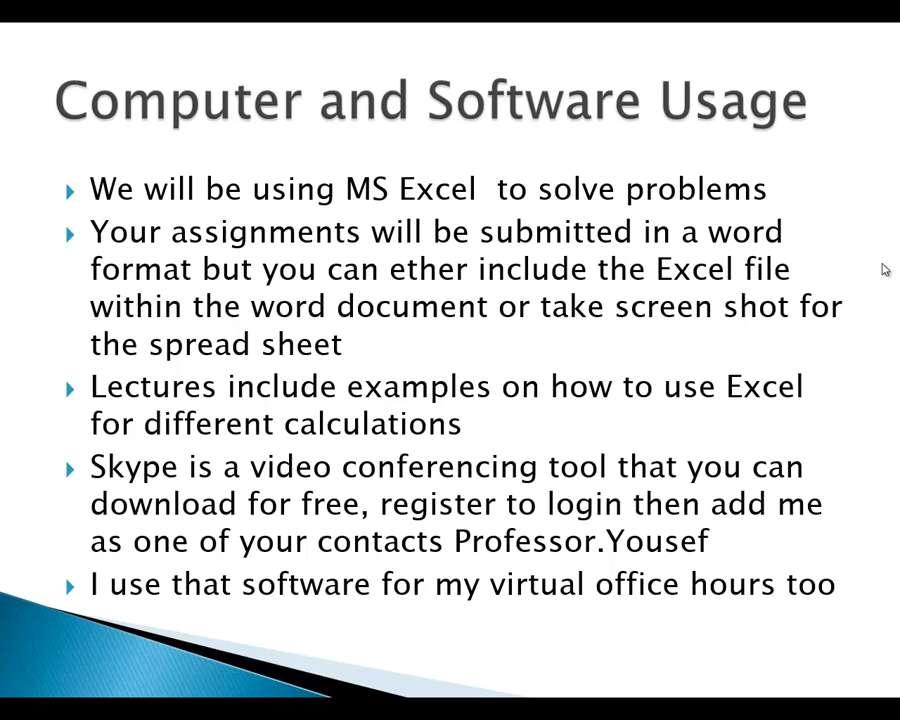 Computer and Software Usage
We will be using MS Excel to solve problems
Your assignments will be submitted in a word
format but you can ether include the Excel file
within the word document or take screen shot for
the spread sheet
Lectures include examples on how to use Excel
for different calculations
Skype is a video conferencing tool that you can
download for free, register to login then add me
as one of your contacts Professor.Yousef
I use that software for my virtual office hours too